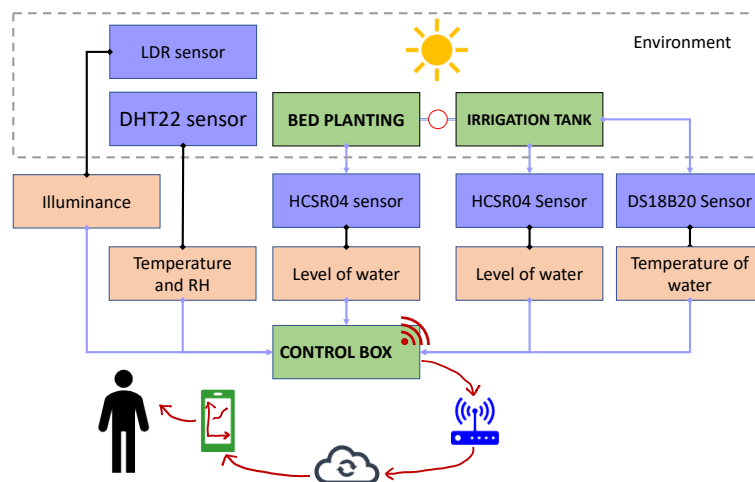 LDR sensor
Environment
DHT22 sensor
BED PLANTING
IRRIGATION TANK
Illuminance
HCSR04 sensor
HCSR04 Sensor
DS18B20 Sensor
Temperature
and RH
Level of water
Level of water
Temperature of
water
CONTROL BOX